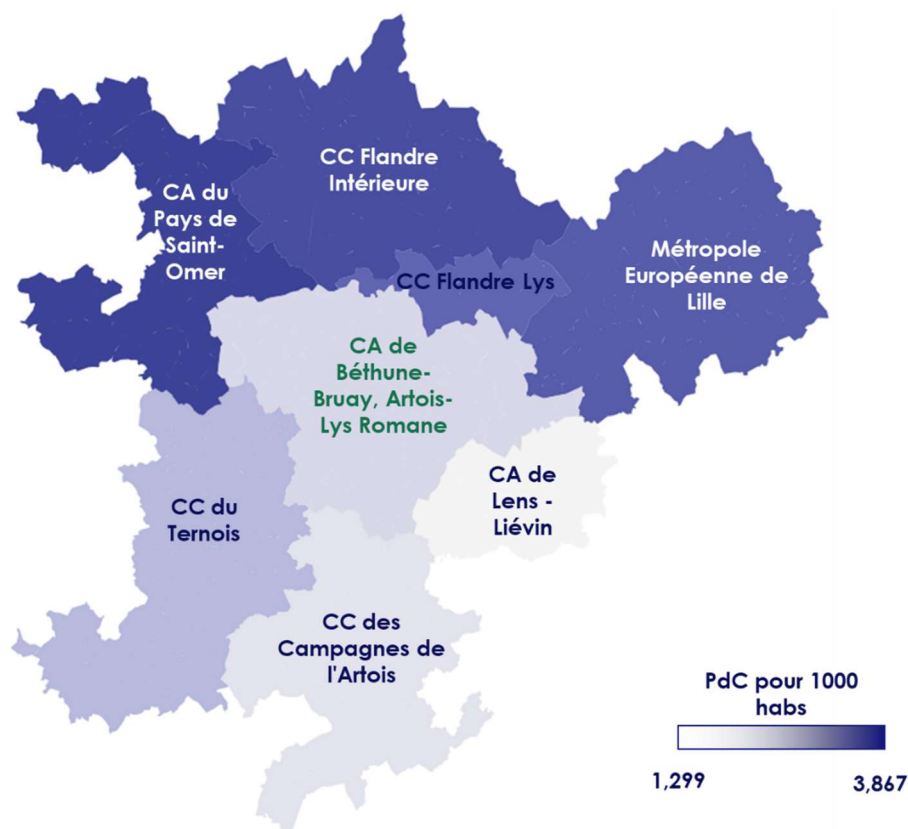 CC Flandre
Intérieure
CA du
Pays de
Saint-
Omer
Métropole
Européenne de
Lille
CC Flandre Lys
CA de
Béthune-
Bruay, Artois-
Lys Romane
CA de
Lens -
Liévin
CC du
Ternois
CC des
Campagnes de
l'Artois
PdC pour 1000
habs
1,299
3,867